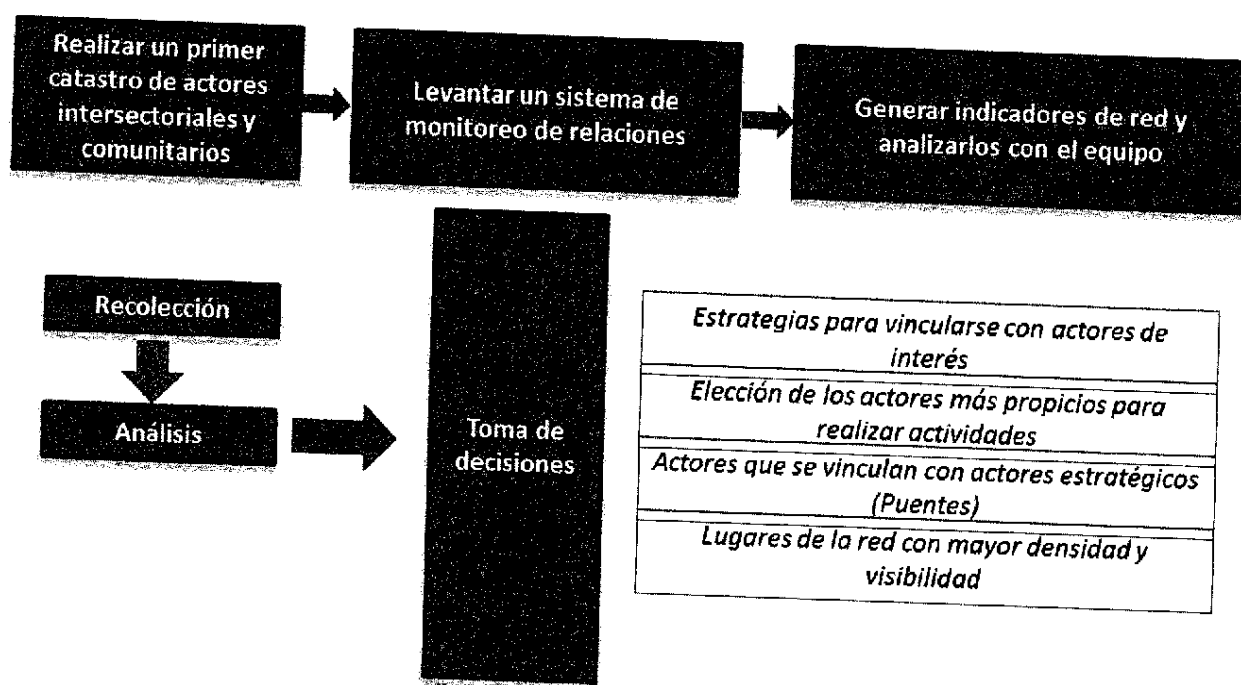 Realizar un primer
catastro de actores
intersectoriales y
comunitarios
Levantar un sistema de
monitoreo de relaciones
Generar indicadores de red y
analizarlos con el equipo
Recolección
Análisis
Toma de
decisiones
Estrategias para vincularse con actores de
interés
Elección de los actores más propicios para
realizar actividades
Actores que se vinculan con actores estratégicos
(Puentes)
Lugares de la red con mayor densidad y
visibilidad